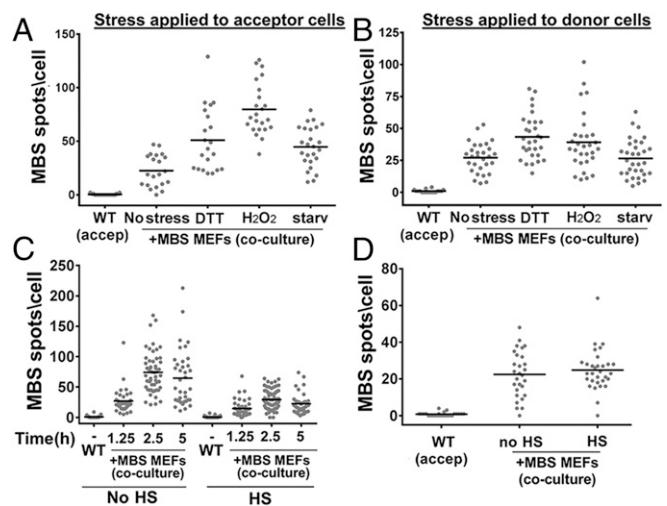 A Stress applied to acceptor cells
MBS spots\cell
150
100
50
0
WT No stress DTT H2O2 starv
(accep) +MBS MEFs (co-culture)
B Stress applied to donor cells
MBS spots\cell
125
100
75
50
25
0
WT No stress DTT H2O2 starv
(accep) +MBS MEFs (co-culture)
C
MBS spots\cell
250
200
150
100
50
0
Time(h) - 1.25 2.5 5 - 1.25 2.5 5
WT +MBS MEFs WT +MBS MEFs
(co-culture) (co-culture)
No HS HS
D
MBS spots\cell
80
60
40
20
0
WT no HS HS
(accep) +MBS MEFs
(co-culture)